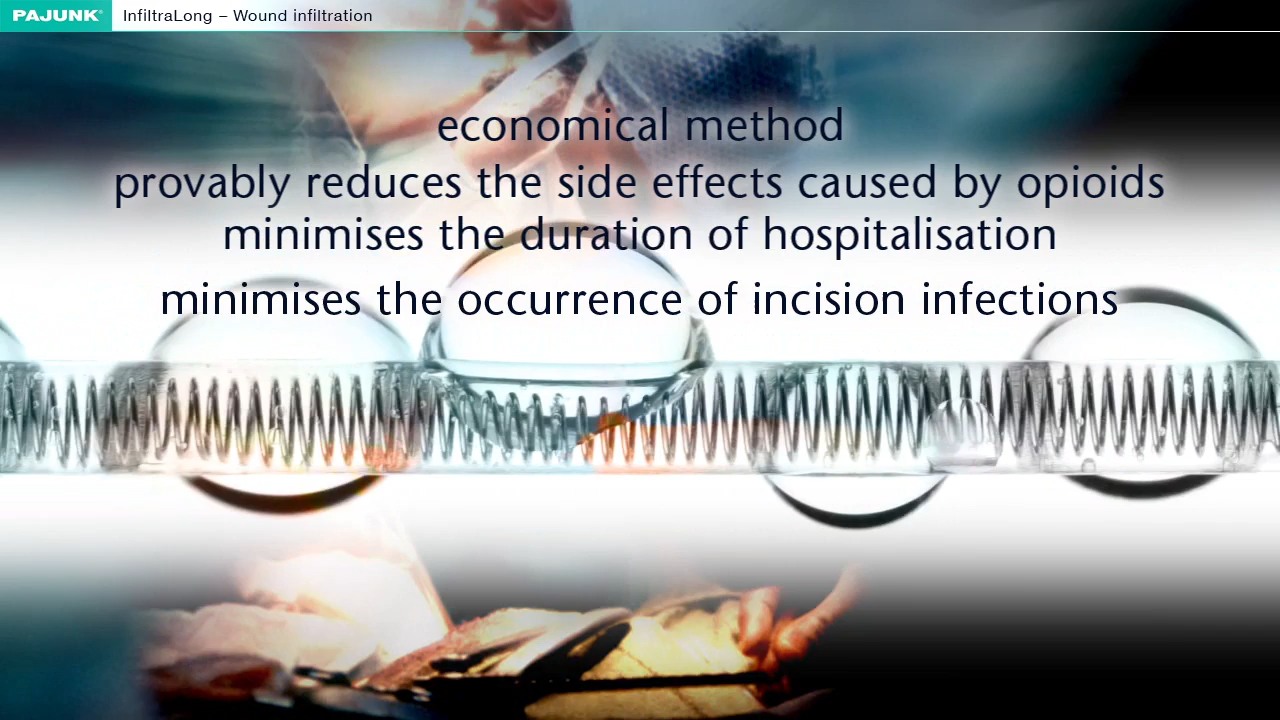 PAJUNK® InfiltraLong – Wound infiltration
economical method
provably reduces the side effects caused by opioids
minimises the duration of hospitalisation
minimises the occurrence of incision infections